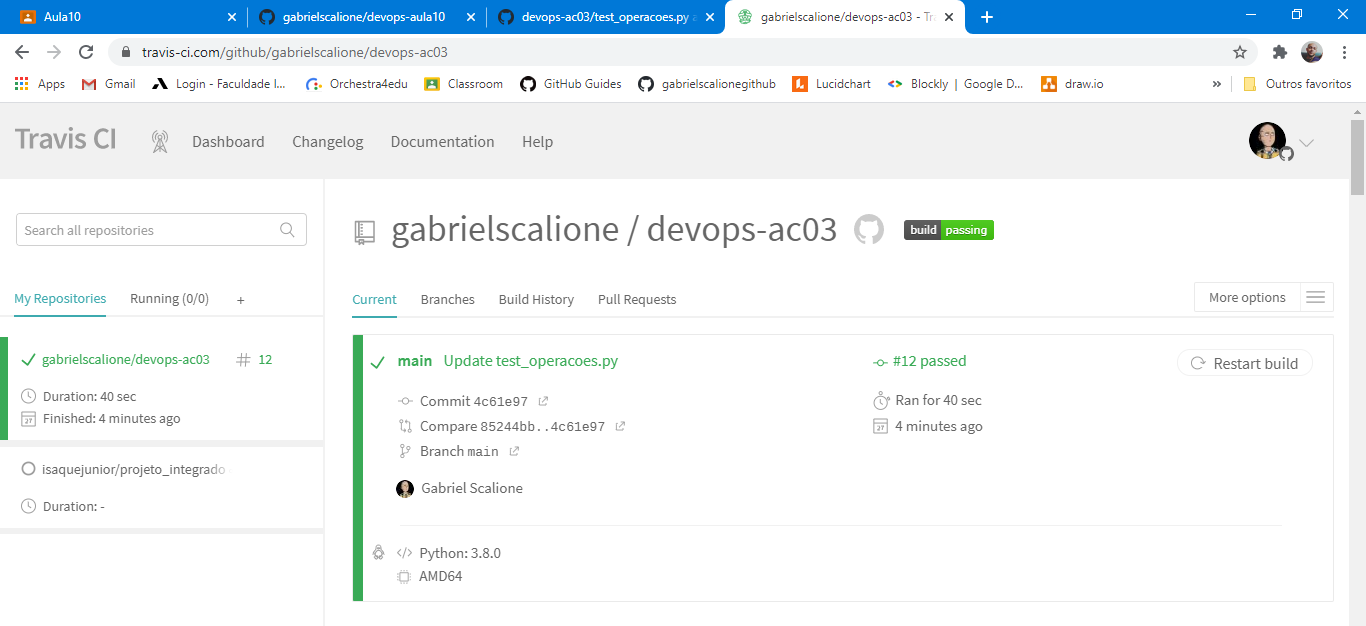 Aula10
gabrielscalione/devops-aula10
devops-ac03/test_operacoes.py a
gabrielscalione/devops-ac03 - Tr
travis-ci.com/github/gabrielscalione/devops-ac03
Apps
Gmail
Login - Faculdade I...
Orchestra4edu
Classroom
GitHub Guides
gabrielscalionegithub
Lucidchart
Blockly | Google D...
draw.io
»
Outros favoritos
Travis CI
Dashboard
Changelog
Documentation
Help
Search all repositories
gabrielscalione / devops-ac03
build passing
My Repositories
Running (0/0)
+
Current
Branches
Build History
Pull Requests
More options
gabrielscalione/devops-ac03
# 12
Duration: 40 sec
Finished: 4 minutes ago
isaquejunior/projeto_integrado
Duration: -
main Update test_operacoes.py
#12 passed
Restart build
Commit 4c61e97
Ran for 40 sec
Compare 85244bb..4c61e97
4 minutes ago
Branch main
Gabriel Scalione
</> Python: 3.8.0
AMD64